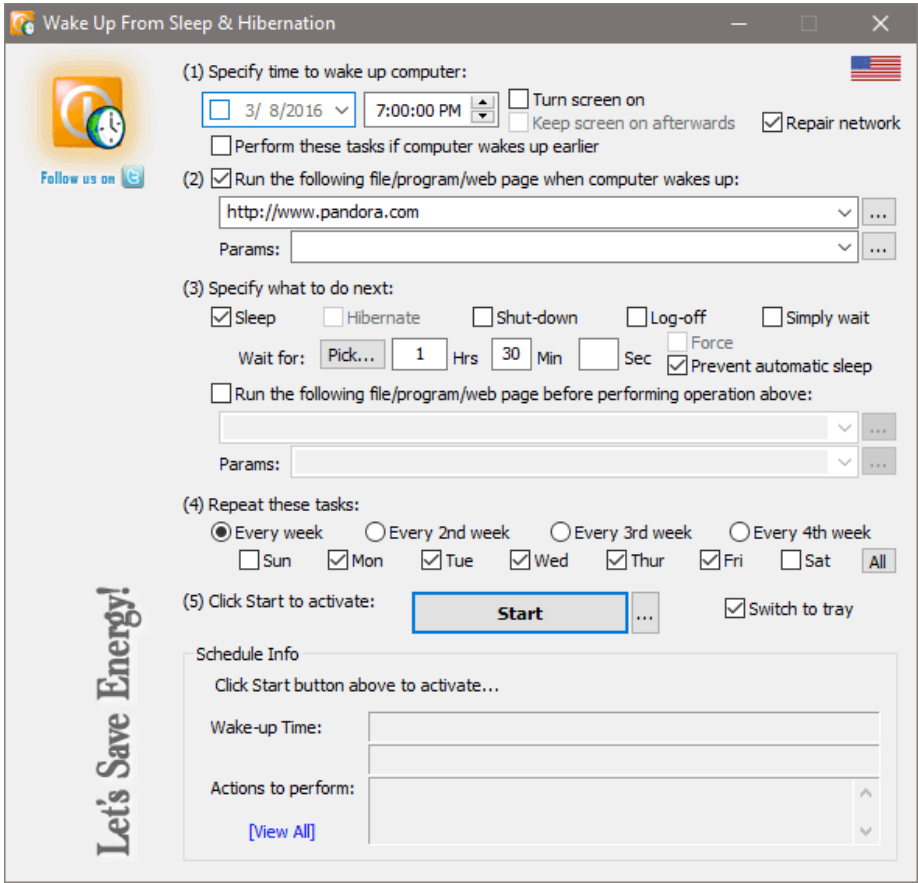 Wake Up From Sleep & Hibernation
(1) Specify time to wake up computer:
3/ 8/2016 7:00:00 PM Turn screen on
Keep screen on afterwards Repair network
Perform these tasks if computer wakes up earlier
Follow us on t
(2) Run the following file/program/web page when computer wakes up:
http://www.pandora.com ...
Params: ...
(3) Specify what to do next:
Sleep Hibernate Shut-down Log-off Simply wait
Force
Wait for: Pick... 1 Hrs 30 Min Sec Prevent automatic sleep
Run the following file/program/web page before performing operation above:
...
Params: ...
(4) Repeat these tasks:
Every week Every 2nd week Every 3rd week Every 4th week
Sun Mon Tue Wed Thur Fri Sat All
(5) Click Start to activate: Start ... Switch to tray
Let's Save Energy!
Schedule Info
Click Start button above to activate...
Wake-up Time:
Actions to perform:
[View All]